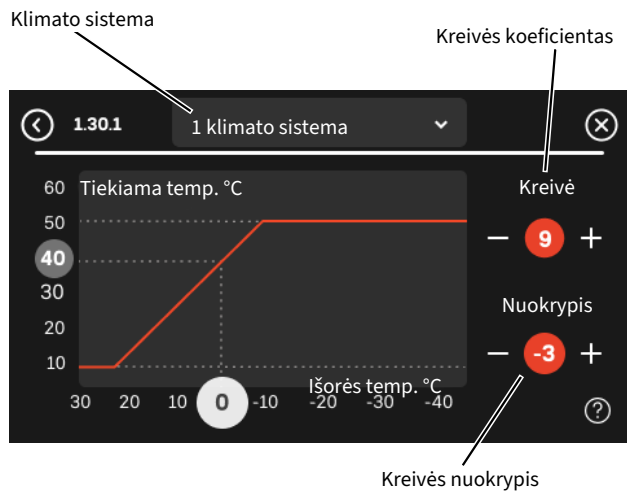 Klimato sistema
Kreivės koeficientas
1.30.1
1 klimato sistema
60 Tiekiama temp. °C
50
40
30
20
10
30 20 10 0 -10 -20 -30 -40
Išorės temp. °C
Kreivė
9
Nuokrypis
-3
?
Kreivės nuokrypis